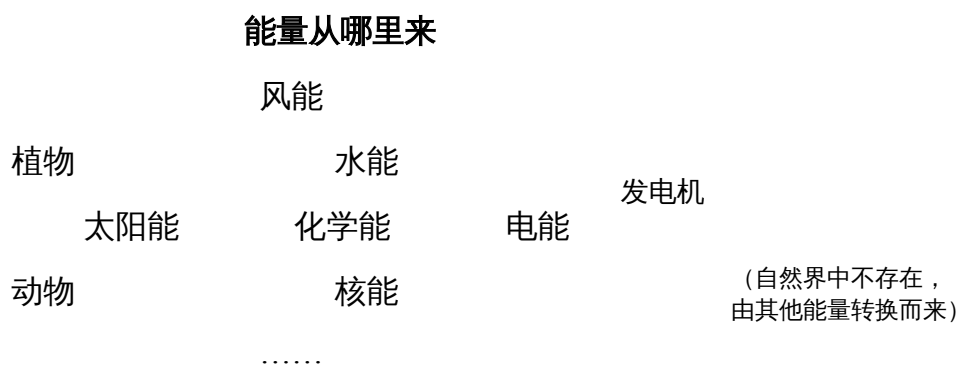 能量从哪里来
风能
植物
水能
发电机
太阳能
化学能
电能
动物
核能
（自然界中不存在，
由其他能量转换而来）
……